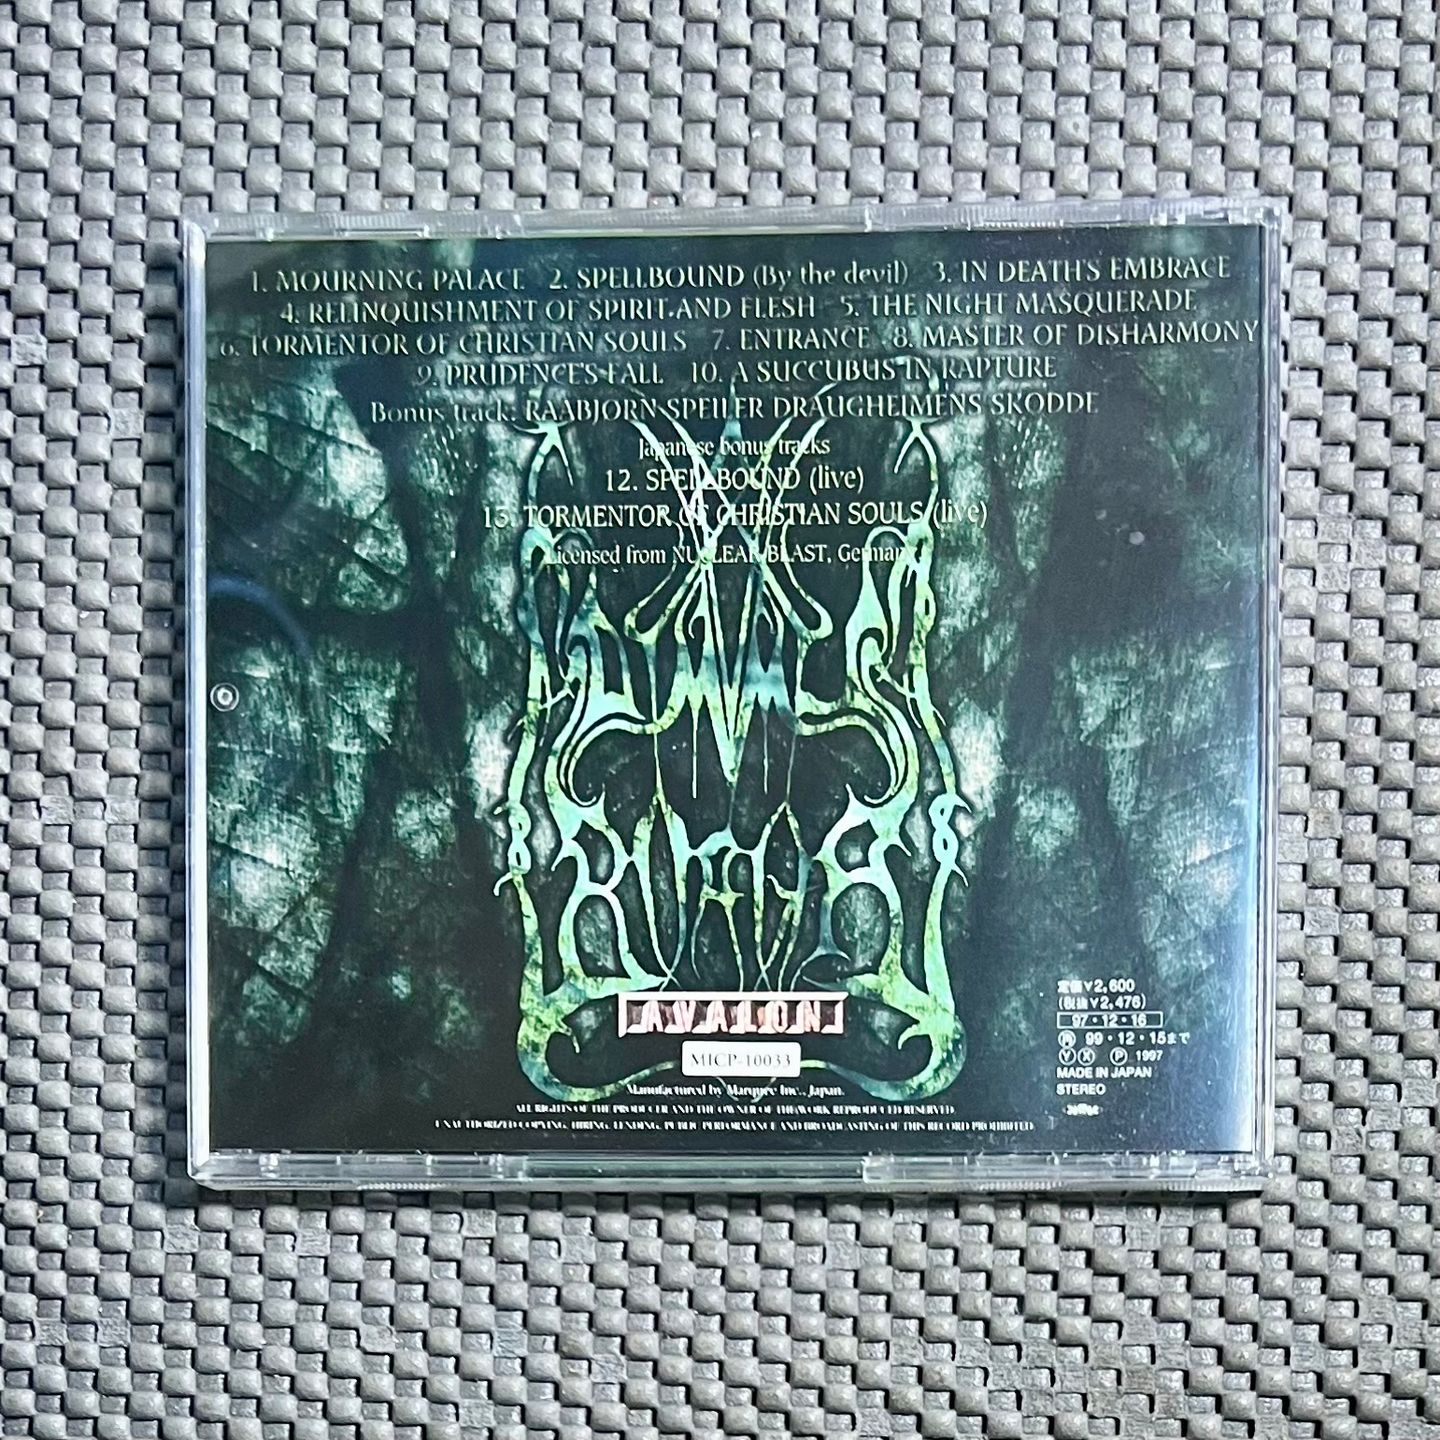 1. MOURNING PALACE 2. SPELLBOUND (By the devil) 3. IN DEATH'S EMBRACE
4. RELINQUISHMENT OF SPIRIT AND FLESH 5. THE NIGHT MASQUERADE
6. TORMENTOR OF CHRISTIAN SOULS 7. ENTRANCE 8. MASTER OF DISHARMONY
9. PRUDENCE'S FALL 10. A SUCCUBUS IN RAPTURE
Bonus track: RAABJØRN SPEILER DRAUGHEIMENS SKODDE
Japanese bonus tracks
12. SPELLBOUND (live)
13. TORMENTOR OF CHRISTIAN SOULS (live)
Licensed from NUCLEAR BLAST, Germany
DIMMU
BORGIR
AVALON
MICP-10033
Manufactured by Marquee Inc., Japan.
ALL RIGHTS OF THE PRODUCER AND THE OWNER OF THE WORK REPRODUCED RESERVED.
UNAUTHORIZED COPYING, HIRING, LENDING, PUBLIC PERFORMANCE AND BROADCASTING OF THIS RECORD PROHIBITED.
定価¥2,600
(税抜¥2,476)
97・12・16
Ⓡ 99・12・15まで
Ⓨ Ⓧ Ⓟ 1997
MADE IN JAPAN
STEREO